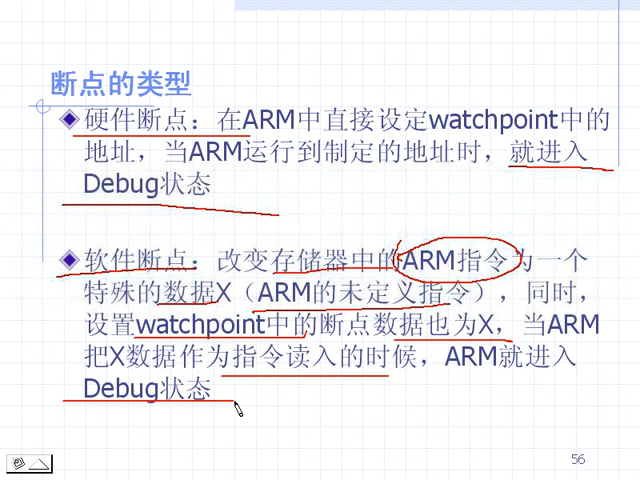 断点的类型
硬件断点：在ARM中直接设定watchpoint中的
地址，当ARM运行到制定的地址时，就进入
Debug状态
软件断点：改变存储器中的ARM指令为一个
特殊的数据X（ARM的未定义指令），同时，
设置watchpoint中的断点数据也为X，当ARM
把X数据作为指令读入的时候，ARM就进入
Debug状态
56